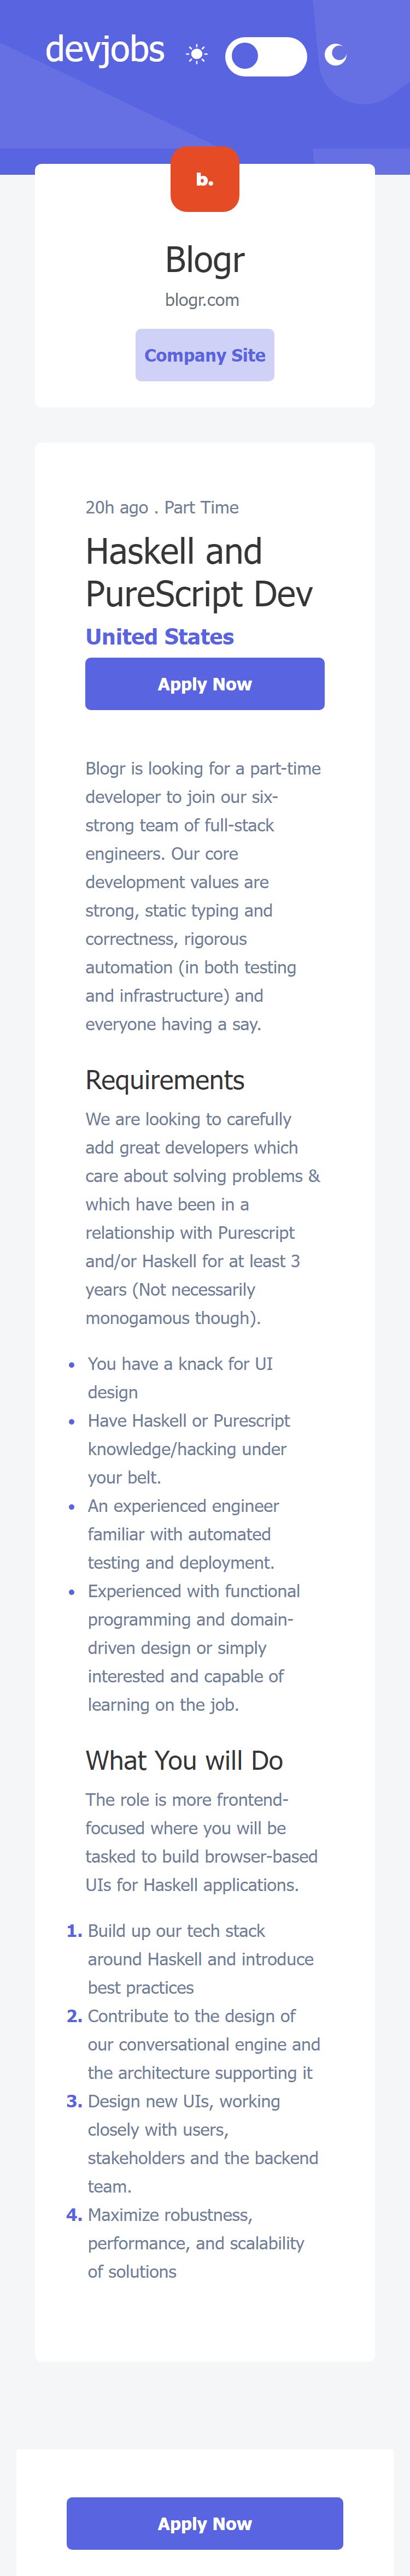 devjobs
b.
Blogr
blogr.com
Company Site
20h ago . Part Time
Haskell and
PureScript Dev
United States
Apply Now
Blogr is looking for a part-time
developer to join our six-
strong team of full-stack
engineers. Our core
development values are
strong, static typing and
correctness, rigorous
automation (in both testing
and infrastructure) and
everyone having a say.
Requirements
We are looking to carefully
add great developers which
care about solving problems &
which have been in a
relationship with Purescript
and/or Haskell for at least 3
years (Not necessarily
monogamous though).
• You have a knack for UI
design
• Have Haskell or Purescript
knowledge/hacking under
your belt.
• An experienced engineer
familiar with automated
testing and deployment.
• Experienced with functional
programming and domain-
driven design or simply
interested and capable of
learning on the job.
What You will Do
The role is more frontend-
focused where you will be
tasked to build browser-based
UIs for Haskell applications.
1. Build up our tech stack
around Haskell and introduce
best practices
2. Contribute to the design of
our conversational engine and
the architecture supporting it
3. Design new UIs, working
closely with users,
stakeholders and the backend
team.
4. Maximize robustness,
performance, and scalability
of solutions
Apply Now